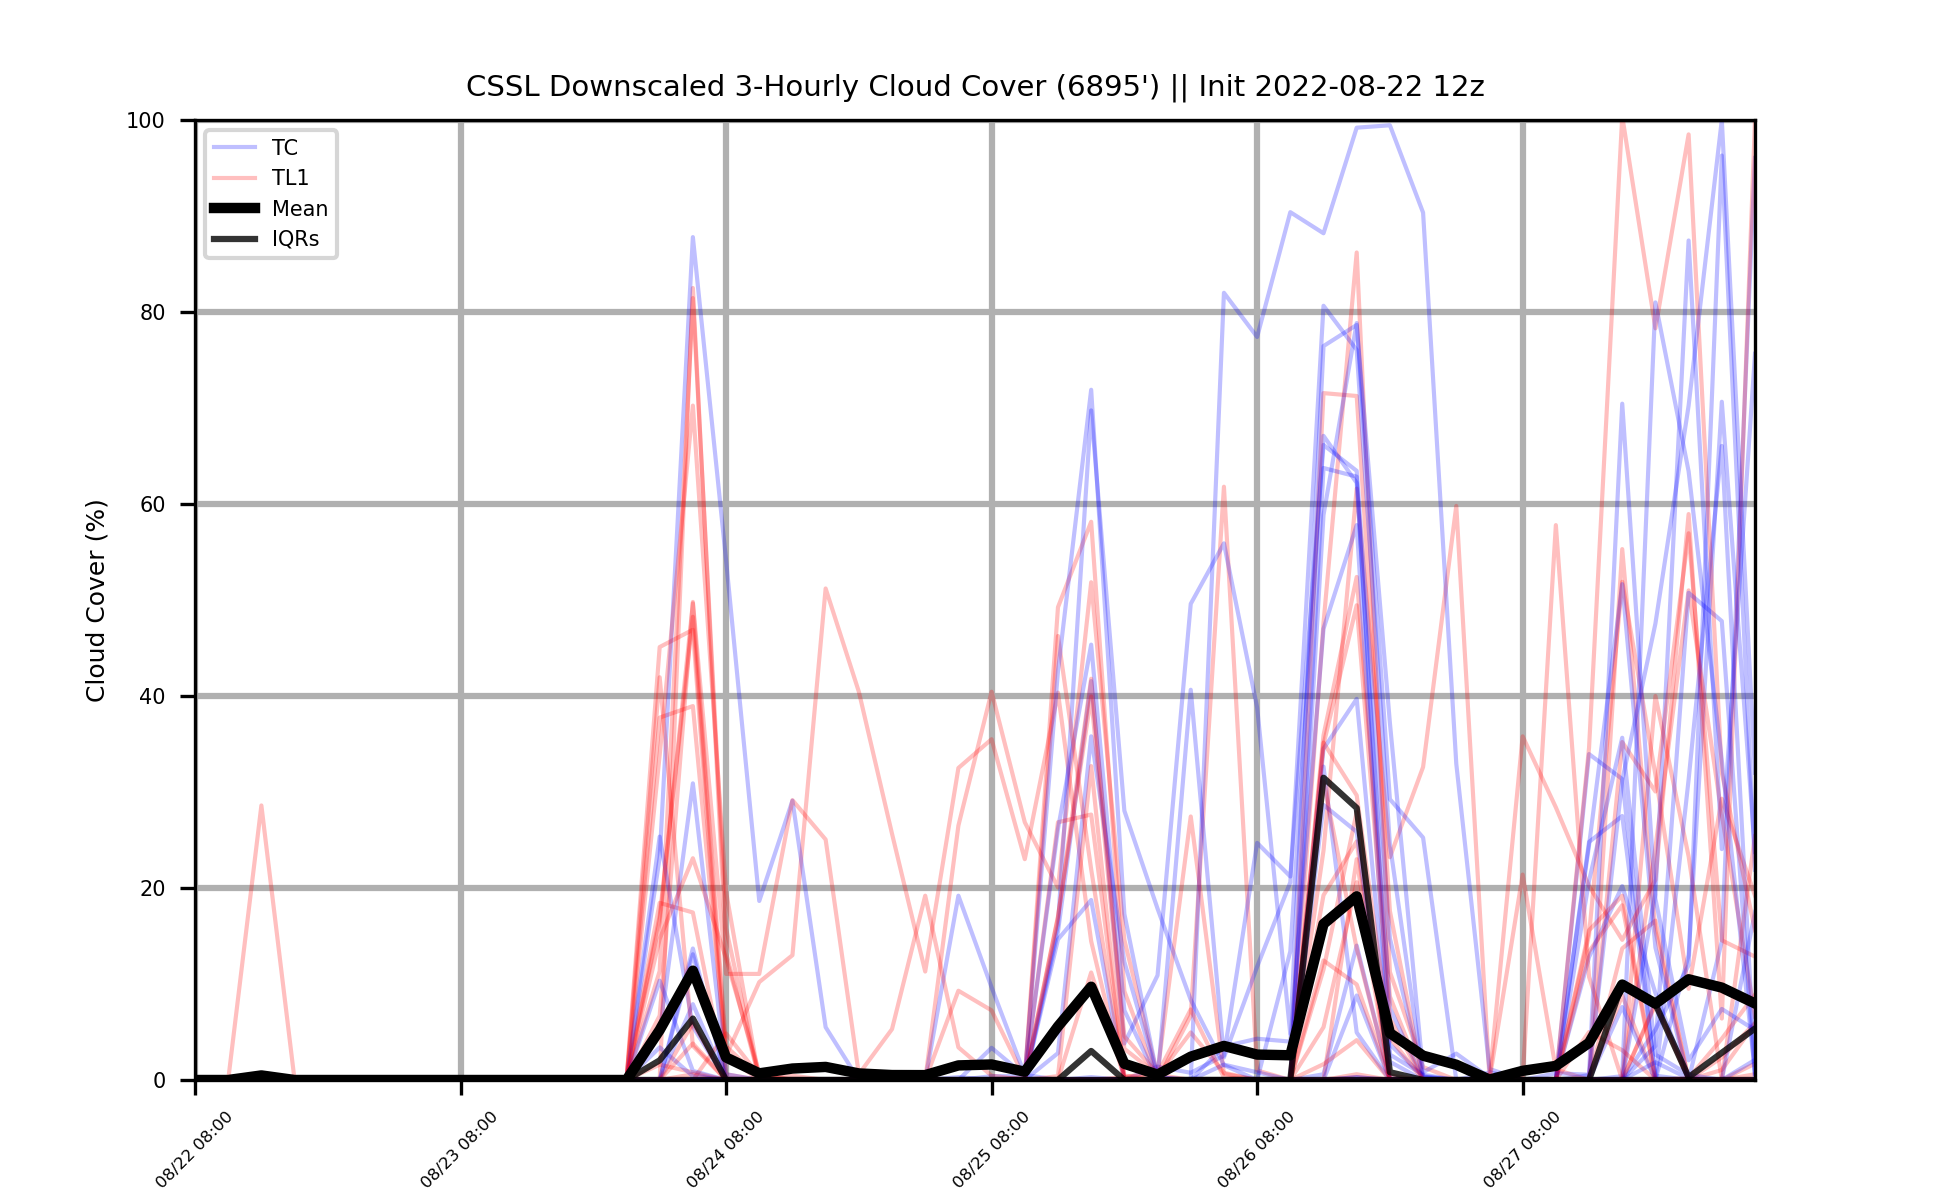 CSSL Downscaled 3-Hourly Cloud Cover (6895') || Init 2022-08-22 12z
TC
TL1
Mean
IQRs
Cloud Cover (%)
100
80
60
40
20
0
08/22 08:00
08/23 08:00
08/24 08:00
08/25 08:00
08/26 08:00
08/27 08:00